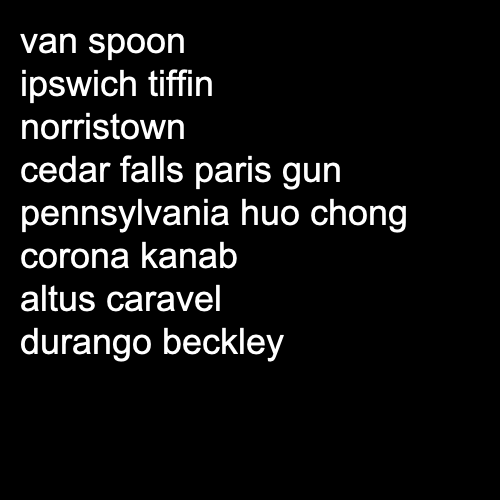 van spoon
ipswich tiffin
norristown
cedar falls paris gun
pennsylvania huo chong
corona kanab
altus caravel
durango beckley